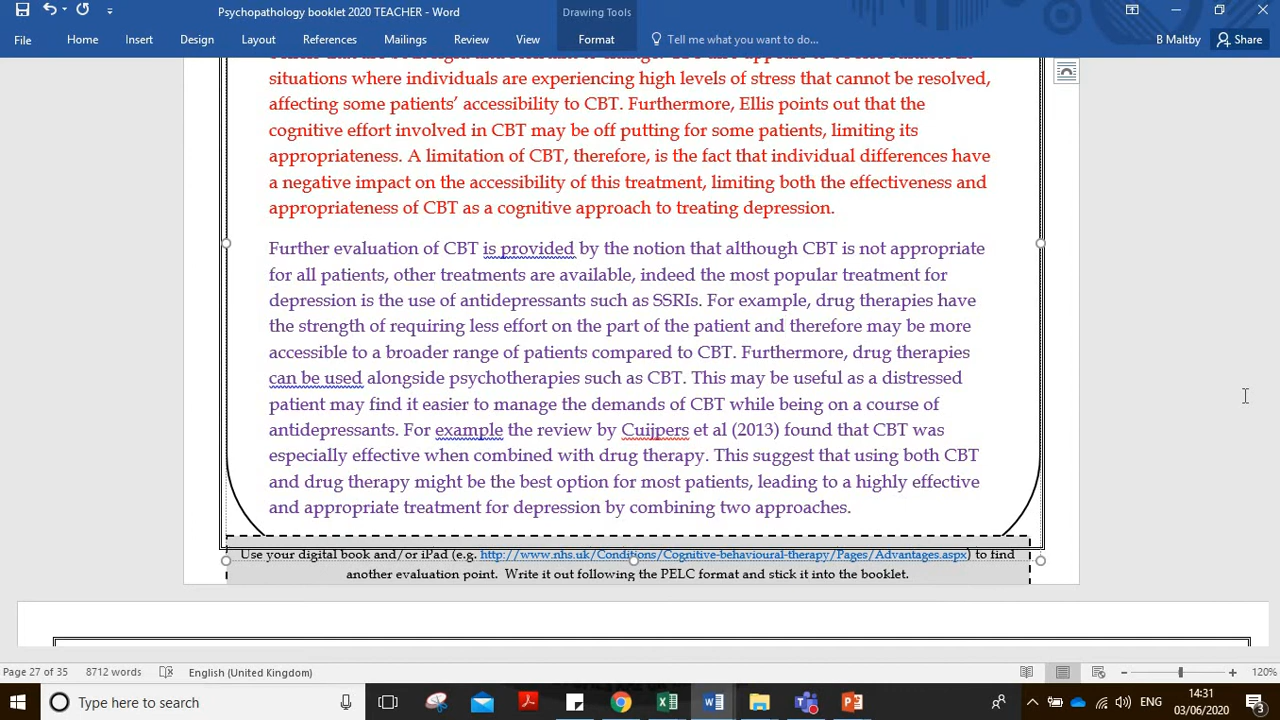 Psychopathology booklet 2020 TEACHER - Word
Drawing Tools
File
Home
Insert
Design
Layout
References
Mailings
Review
View
Format
Tell me what you want to do...
B Maltby
Share
situations where individuals are experiencing high levels of stress that cannot be resolved,
affecting some patients’ accessibility to CBT. Furthermore, Ellis points out that the
cognitive effort involved in CBT may be off putting for some patients, limiting its
appropriateness. A limitation of CBT, therefore, is the fact that individual differences have
a negative impact on the accessibility of this treatment, limiting both the effectiveness and
appropriateness of CBT as a cognitive approach to treating depression.
Further evaluation of CBT is provided by the notion that although CBT is not appropriate
for all patients, other treatments are available, indeed the most popular treatment for
depression is the use of antidepressants such as SSRIs. For example, drug therapies have
the strength of requiring less effort on the part of the patient and therefore may be more
accessible to a broader range of patients compared to CBT. Furthermore, drug therapies
can be used alongside psychotherapies such as CBT. This may be useful as a distressed
patient may find it easier to manage the demands of CBT while being on a course of
antidepressants. For example the review by Cuijpers et al (2013) found that CBT was
especially effective when combined with drug therapy. This suggest that using both CBT
and drug therapy might be the best option for most patients, leading to a highly effective
and appropriate treatment for depression by combining two approaches.
Use your digital book and/or iPad (e.g. http://www.nhs.uk/Conditions/Cognitive-behavioural-therapy/Pages/Advantages.aspx) to find
another evaluation point. Write it out following the PELC format and stick it into the booklet.
Page 27 of 35
8712 words
English (United Kingdom)
120%
Type here to search
ENG
14:31
03/06/2020
3